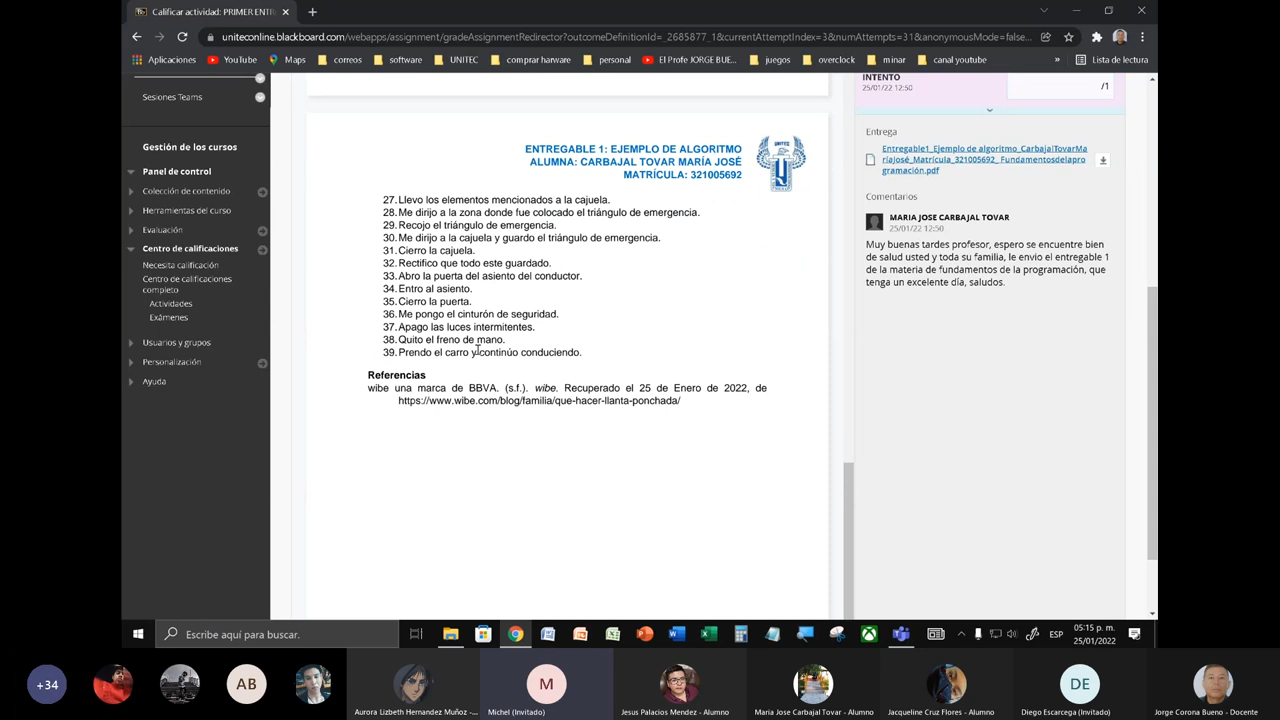 Calificar actividad: PRIMER ENTR
uniteconline.blackboard.com/webapps/assignment/gradeAssignmentRedirector?outcomeDefinitionId=_2685877_1&currentAttemptIndex=3&numAttempts=31&anonymousMode=false...
Aplicaciones
YouTube
Maps
correos
software
UNITEC
comprar harware
personal
El Profe JORGE BUE...
juegos
overclock
minar
canal youtube
»
Lista de lectura
Sesiones Teams
Gestión de los cursos
Panel de control
Colección de contenido
Herramientas del curso
Evaluación
Centro de calificaciones
Necesita calificación
Centro de calificaciones
completo
Actividades
Exámenes
Usuarios y grupos
Personalización
Ayuda
ENTREGABLE 1: EJEMPLO DE ALGORITMO
ALUMNA: CARBAJAL TOVAR MARÍA JOSÉ
MATRÍCULA: 321005692
UNITEC
27. Llevo los elementos mencionados a la cajuela.
28. Me dirijo a la zona donde fue colocado el triángulo de emergencia.
29. Recojo el triángulo de emergencia.
30. Me dirijo a la cajuela y guardo el triángulo de emergencia.
31. Cierro la cajuela.
32. Rectifico que todo este guardado.
33. Abro la puerta del asiento del conductor.
34. Entro al asiento.
35. Cierro la puerta.
36. Me pongo el cinturón de seguridad.
37. Apago las luces intermitentes.
38. Quito el freno de mano.
39. Prendo el carro y continúo conduciendo.
Referencias
wibe una marca de BBVA. (s.f.). wibe. Recuperado el 25 de Enero de 2022, de
https://www.wibe.com/blog/familia/que-hacer-llanta-ponchada/
INTENTO
25/01/22 12:50
/1
Entrega
Entregable1_Ejemplo de algoritmo_CarbajalTovarMa
ríaJosé_Matrícula_321005692_ Fundamentosdelapro
gramación.pdf
Comentarios
MARIA JOSE CARBAJAL TOVAR
25/01/22 12:50
Muy buenas tardes profesor, espero se encuentre bien
de salud usted y toda su familia, le envio el entregable 1
de la materia de fundamentos de la programación, que
tenga un excelente día, saludos.
Escribe aquí para buscar.
ESP
05:15 p. m.
25/01/2022
+34
AB
M
DE
Aurora Lizbeth Hernandez Muñoz -...
Michel (Invitado)
Jesus Palacios Mendez - Alumno
Maria Jose Carbajal Tovar - Alumno
Jacqueline Cruz Flores - Alumno
Diego Escarcega (Invitado)
Jorge Corona Bueno - Docente